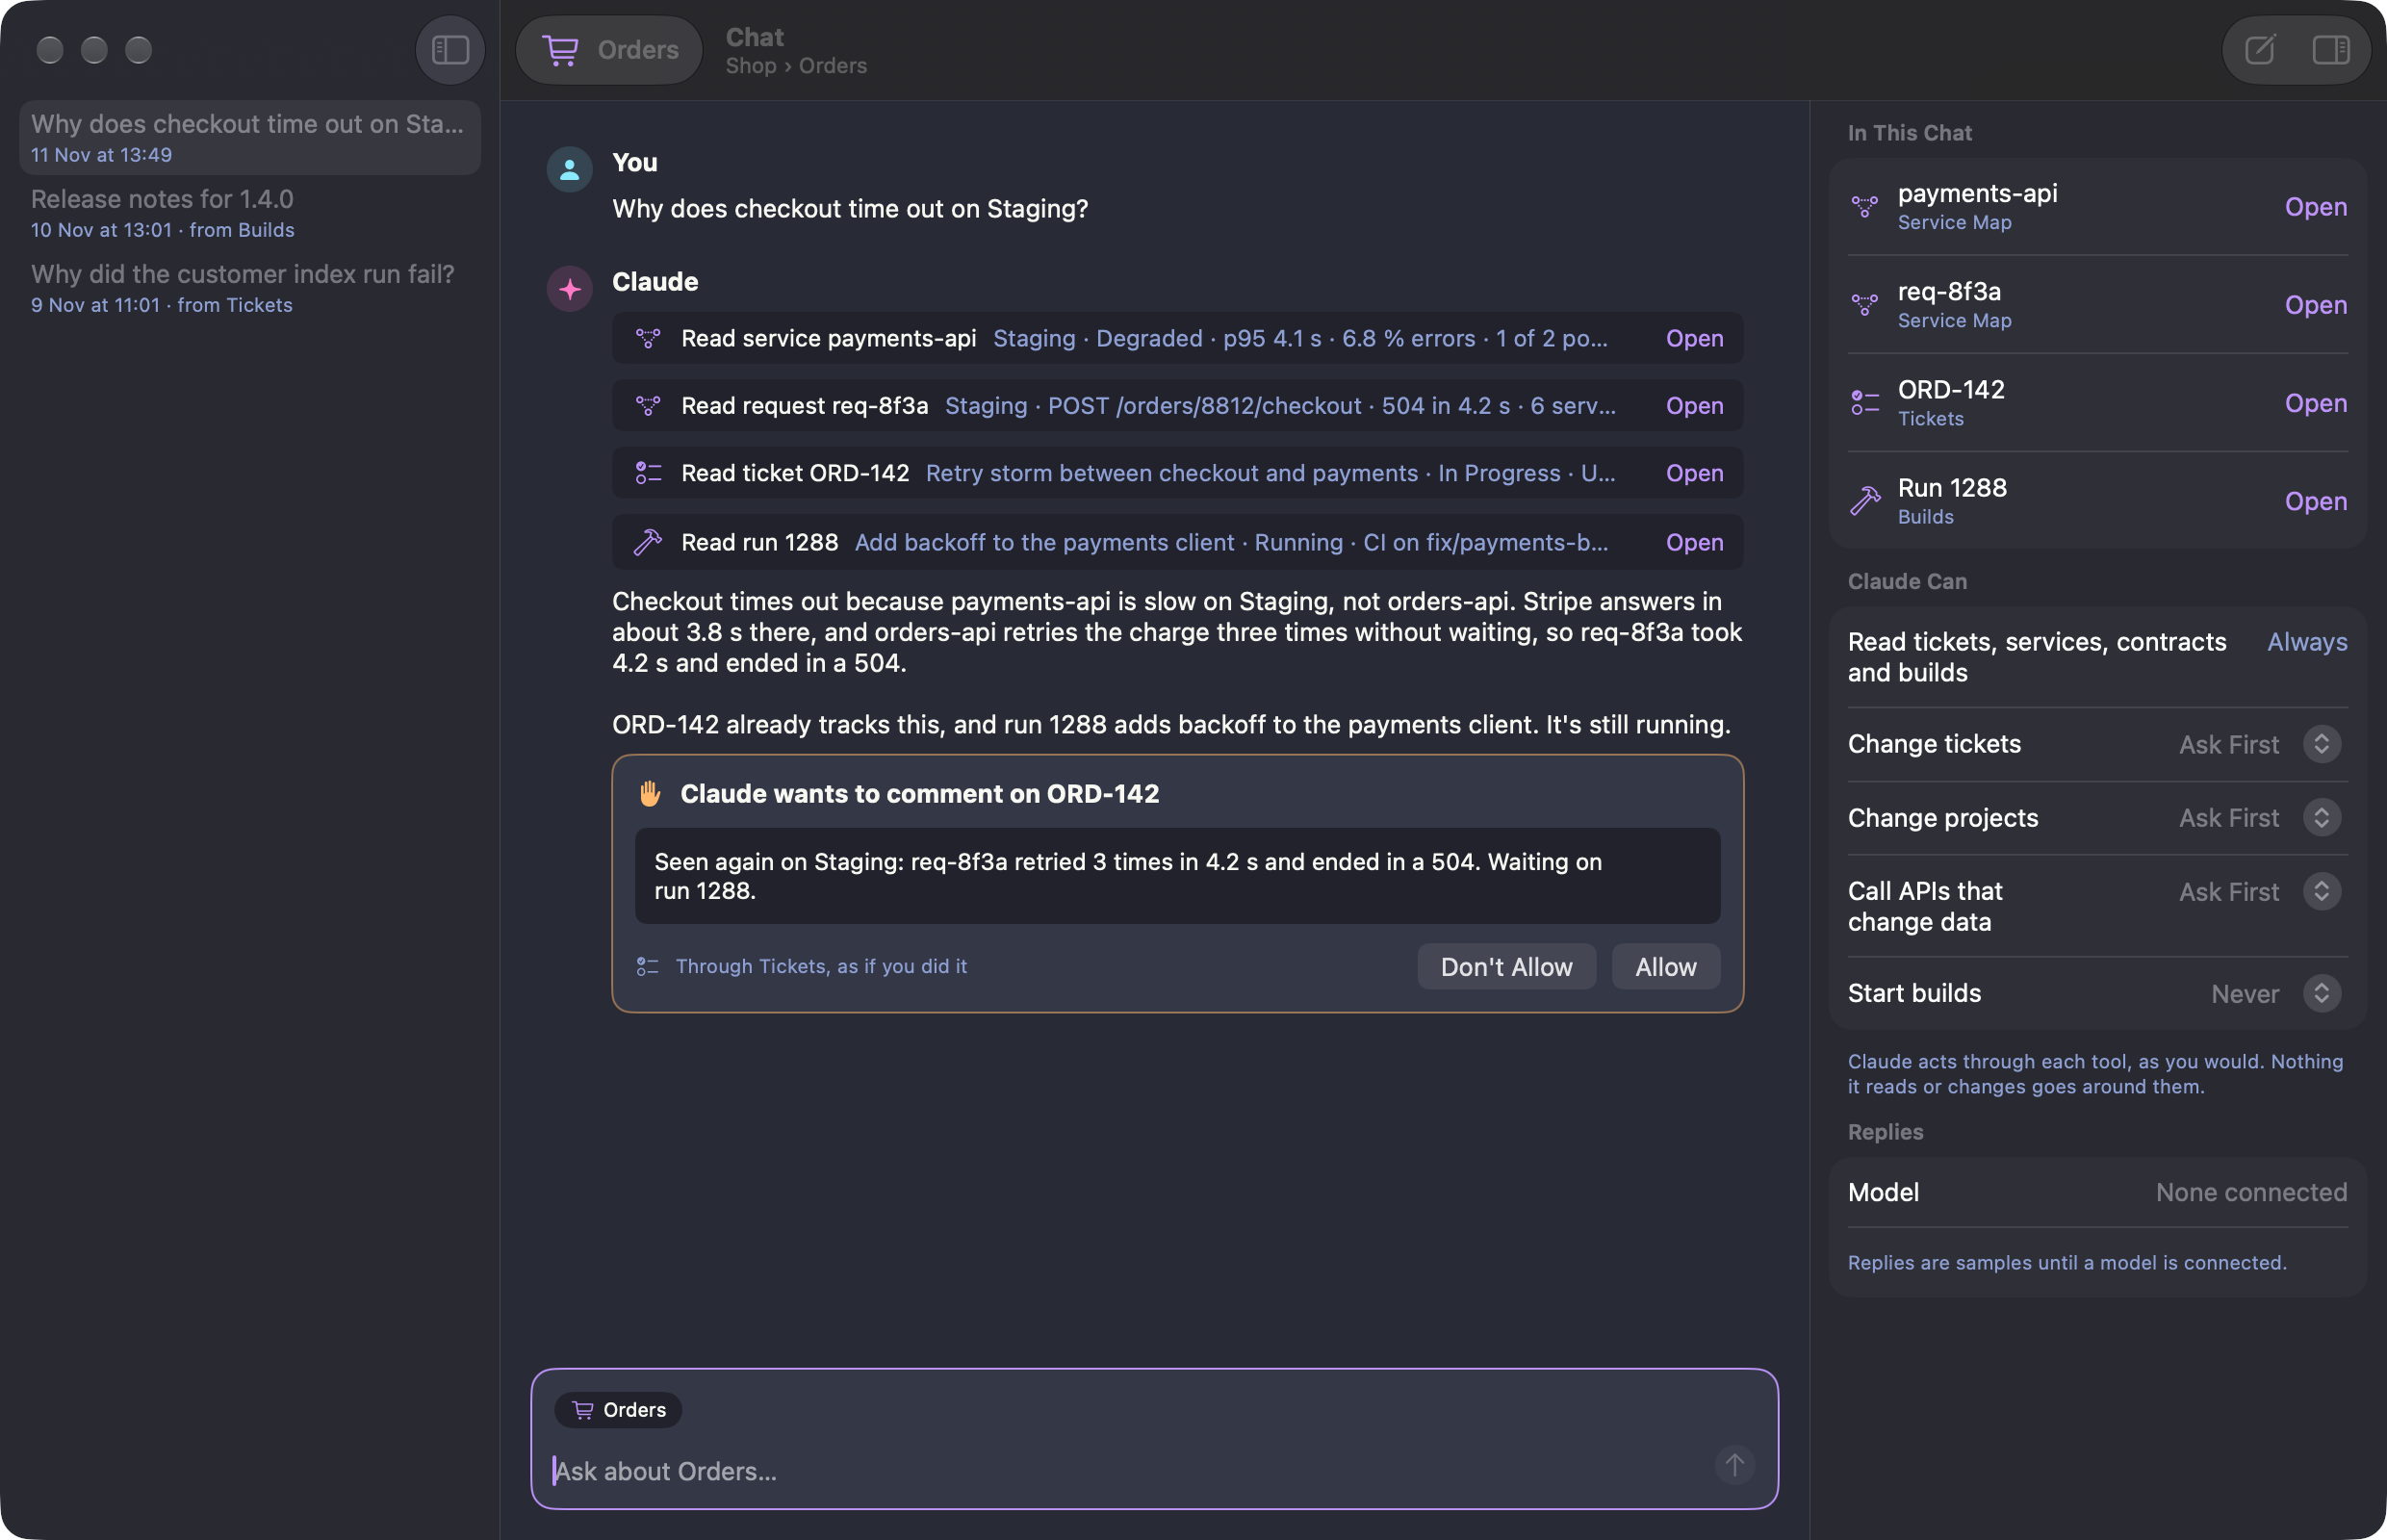 Orders
Chat
Shop › Orders
Why does checkout time out on Sta...
11 Nov at 13:49
Release notes for 1.4.0
10 Nov at 13:01 · from Builds
Why did the customer index run fail?
9 Nov at 11:01 · from Tickets
You
Why does checkout time out on Staging?
Claude
Read service payments-api Staging · Degraded · p95 4.1 s · 6.8 % errors · 1 of 2 po... Open
Read request req-8f3a Staging · POST /orders/8812/checkout · 504 in 4.2 s · 6 serv... Open
Read ticket ORD-142 Retry storm between checkout and payments · In Progress · U... Open
Read run 1288 Add backoff to the payments client · Running · CI on fix/payments-b... Open
Checkout times out because payments-api is slow on Staging, not orders-api. Stripe answers in
about 3.8 s there, and orders-api retries the charge three times without waiting, so req-8f3a took
4.2 s and ended in a 504.
ORD-142 already tracks this, and run 1288 adds backoff to the payments client. It's still running.
Claude wants to comment on ORD-142
Seen again on Staging: req-8f3a retried 3 times in 4.2 s and ended in a 504. Waiting on
run 1288.
Through Tickets, as if you did it
Don't Allow
Allow
Orders
Ask about Orders...
In This Chat
payments-api
Service Map
Open
req-8f3a
Service Map
Open
ORD-142
Tickets
Open
Run 1288
Builds
Open
Claude Can
Read tickets, services, contracts
and builds
Always
Change tickets Ask First
Change projects Ask First
Call APIs that
change data
Ask First
Start builds Never
Claude acts through each tool, as you would. Nothing
it reads or changes goes around them.
Replies
Model None connected
Replies are samples until a model is connected.